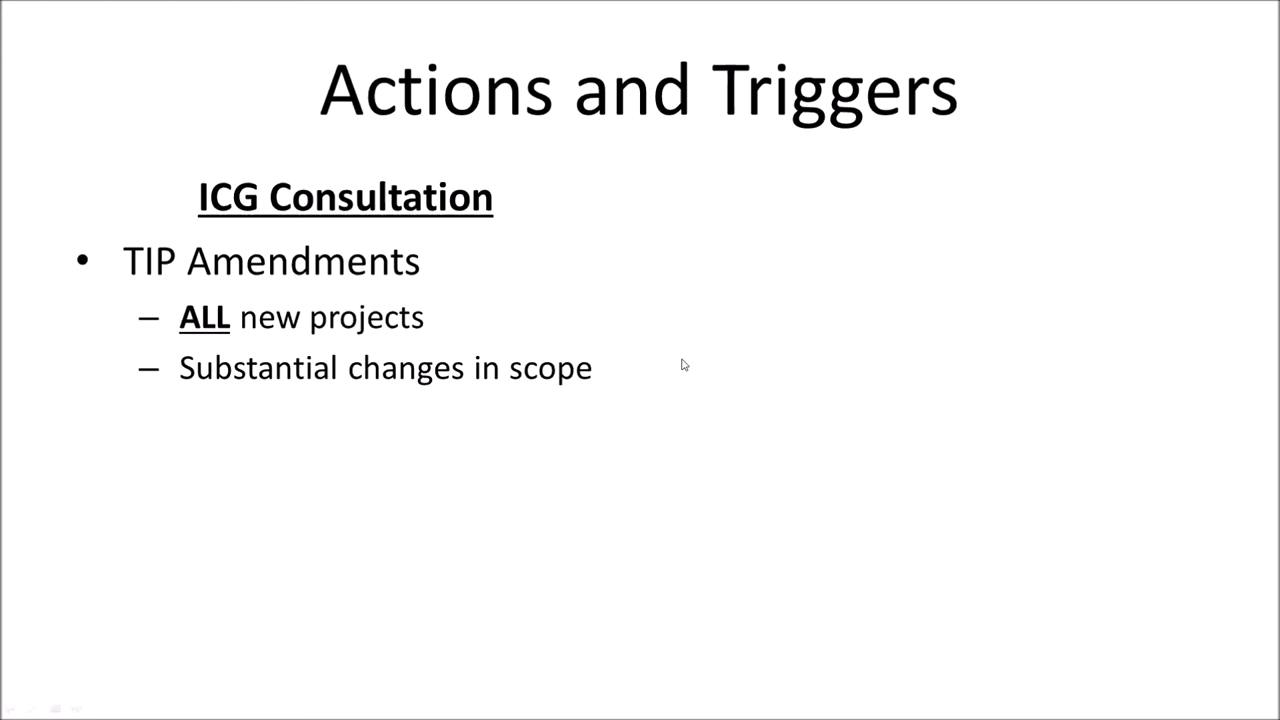 Actions and Triggers
ICG Consultation
• TIP Amendments
– ALL new projects
– Substantial changes in scope